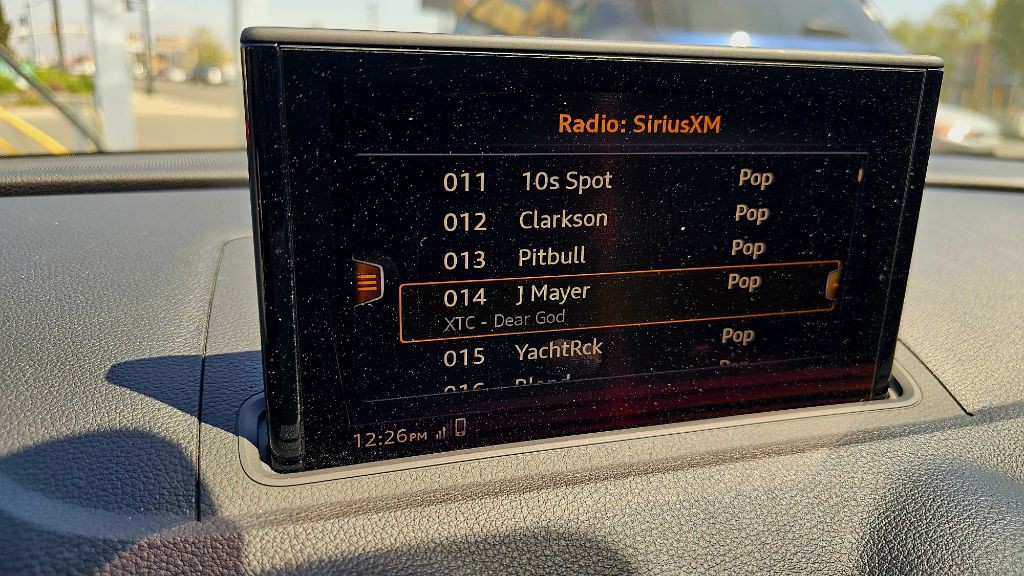 Radio: SiriusXM
011 10s Spot Pop
012 Clarkson Pop
013 Pitbull Pop
014 J Mayer Pop
XTC - Dear God
015 YachtRck Pop
12:26PM